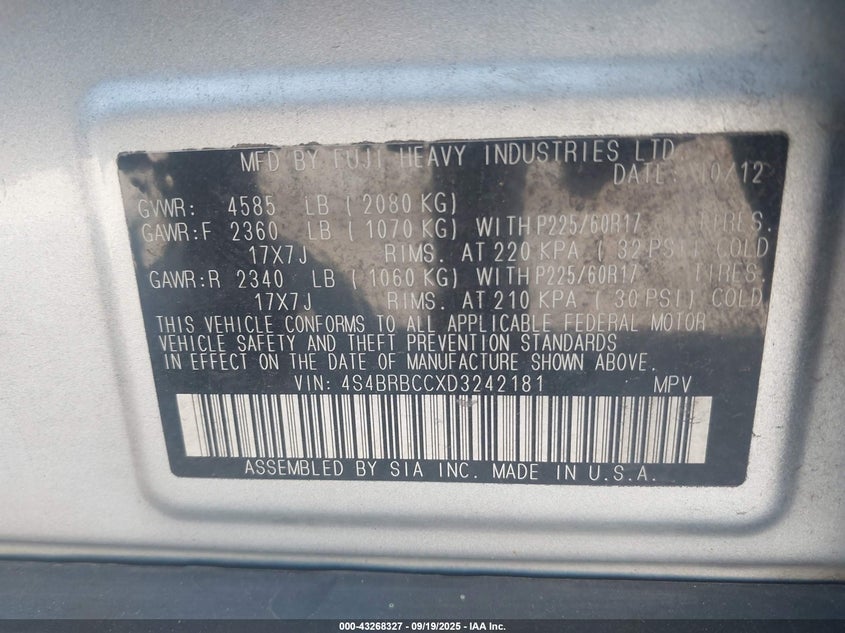 MFD BY FUJI HEAVY INDUSTRIES LTD
DATE: 10/12
GVWR: 4585 LB (2080 KG)
GAWR:F 2360 LB (1070 KG) WITH P225/60R17 TIRES.
17X7J RIMS. AT 220 KPA (32 PSI) COLD
GAWR:R 2340 LB (1060 KG) WITH P225/60R17 TIRES.
17X7J RIMS. AT 210 KPA (30 PSI) COLD
THIS VEHICLE CONFORMS TO ALL APPLICABLE FEDERAL MOTOR
VEHICLE SAFETY AND THEFT PREVENTION STANDARDS
IN EFFECT ON THE DATE OF MANUFACTURE SHOWN ABOVE.
VIN: 4S4BRBCCXD3242181 MPV
ASSEMBLED BY SIA INC. MADE IN U.S.A.
000-43268327 - 09/19/2025 - IAA Inc.